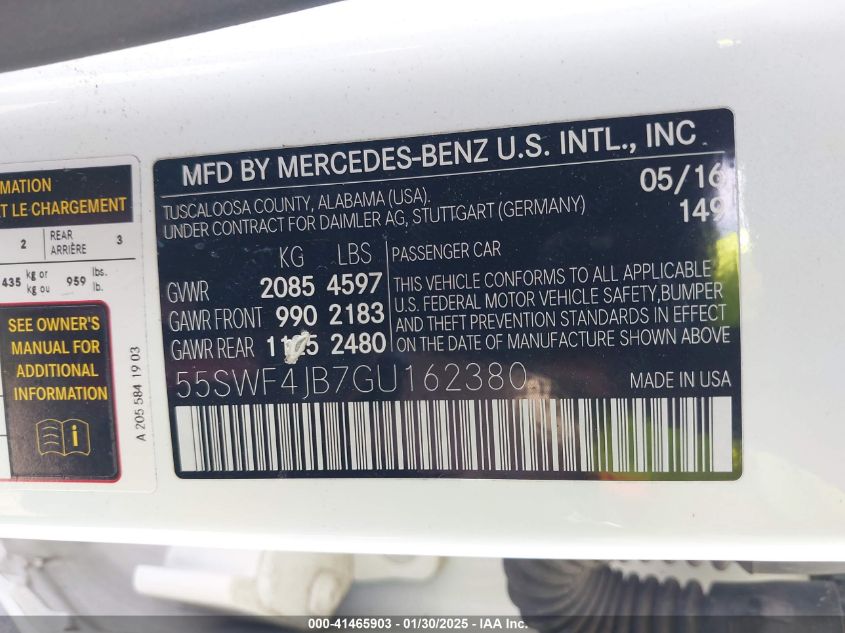 MFD BY MERCEDES-BENZ U.S. INTL., INC
TUSCALOOSA COUNTY, ALABAMA (USA). 05/16
UNDER CONTRACT FOR DAIMLER AG, STUTTGART (GERMANY) 149
KG LBS
GVWR 2085 4597
GAWR FRONT 990 2183
GAWR REAR 2480
PASSENGER CAR
THIS VEHICLE CONFORMS TO ALL APPLICABLE
U.S. FEDERAL MOTOR VEHICLE SAFETY,BUMPER
AND THEFT PREVENTION STANDARDS IN EFFECT
ON THE DATE OF MANUFACTURE SHOWN ABOVE
55SWF4JB7GU162380 MADE IN USA
LE CHARGEMENT
2 REAR 3
ARRIÈRE
435 kg or 959 lbs.
kg ou lb.
SEE OWNER'S
MANUAL FOR
ADDITIONAL
INFORMATION
i
A 205 584 19 03
000-41465903 - 01/30/2025 - IAA Inc.